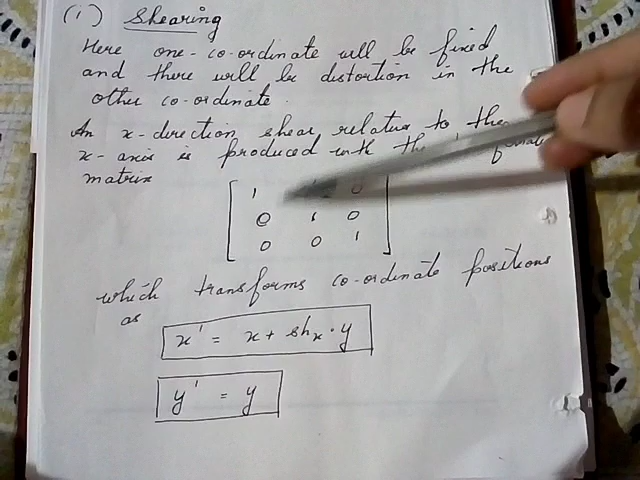 (i) Shearing
Here one-co-ordinate will be fixed
and there will be distortion in the
other co-ordinate.
An x-direction shear relative to the
x-axis is produced with the
matrix
1 0
0 1 0
0 0 1
which transforms co-ordinate positions
as
x' = x + shx · y
y' = y